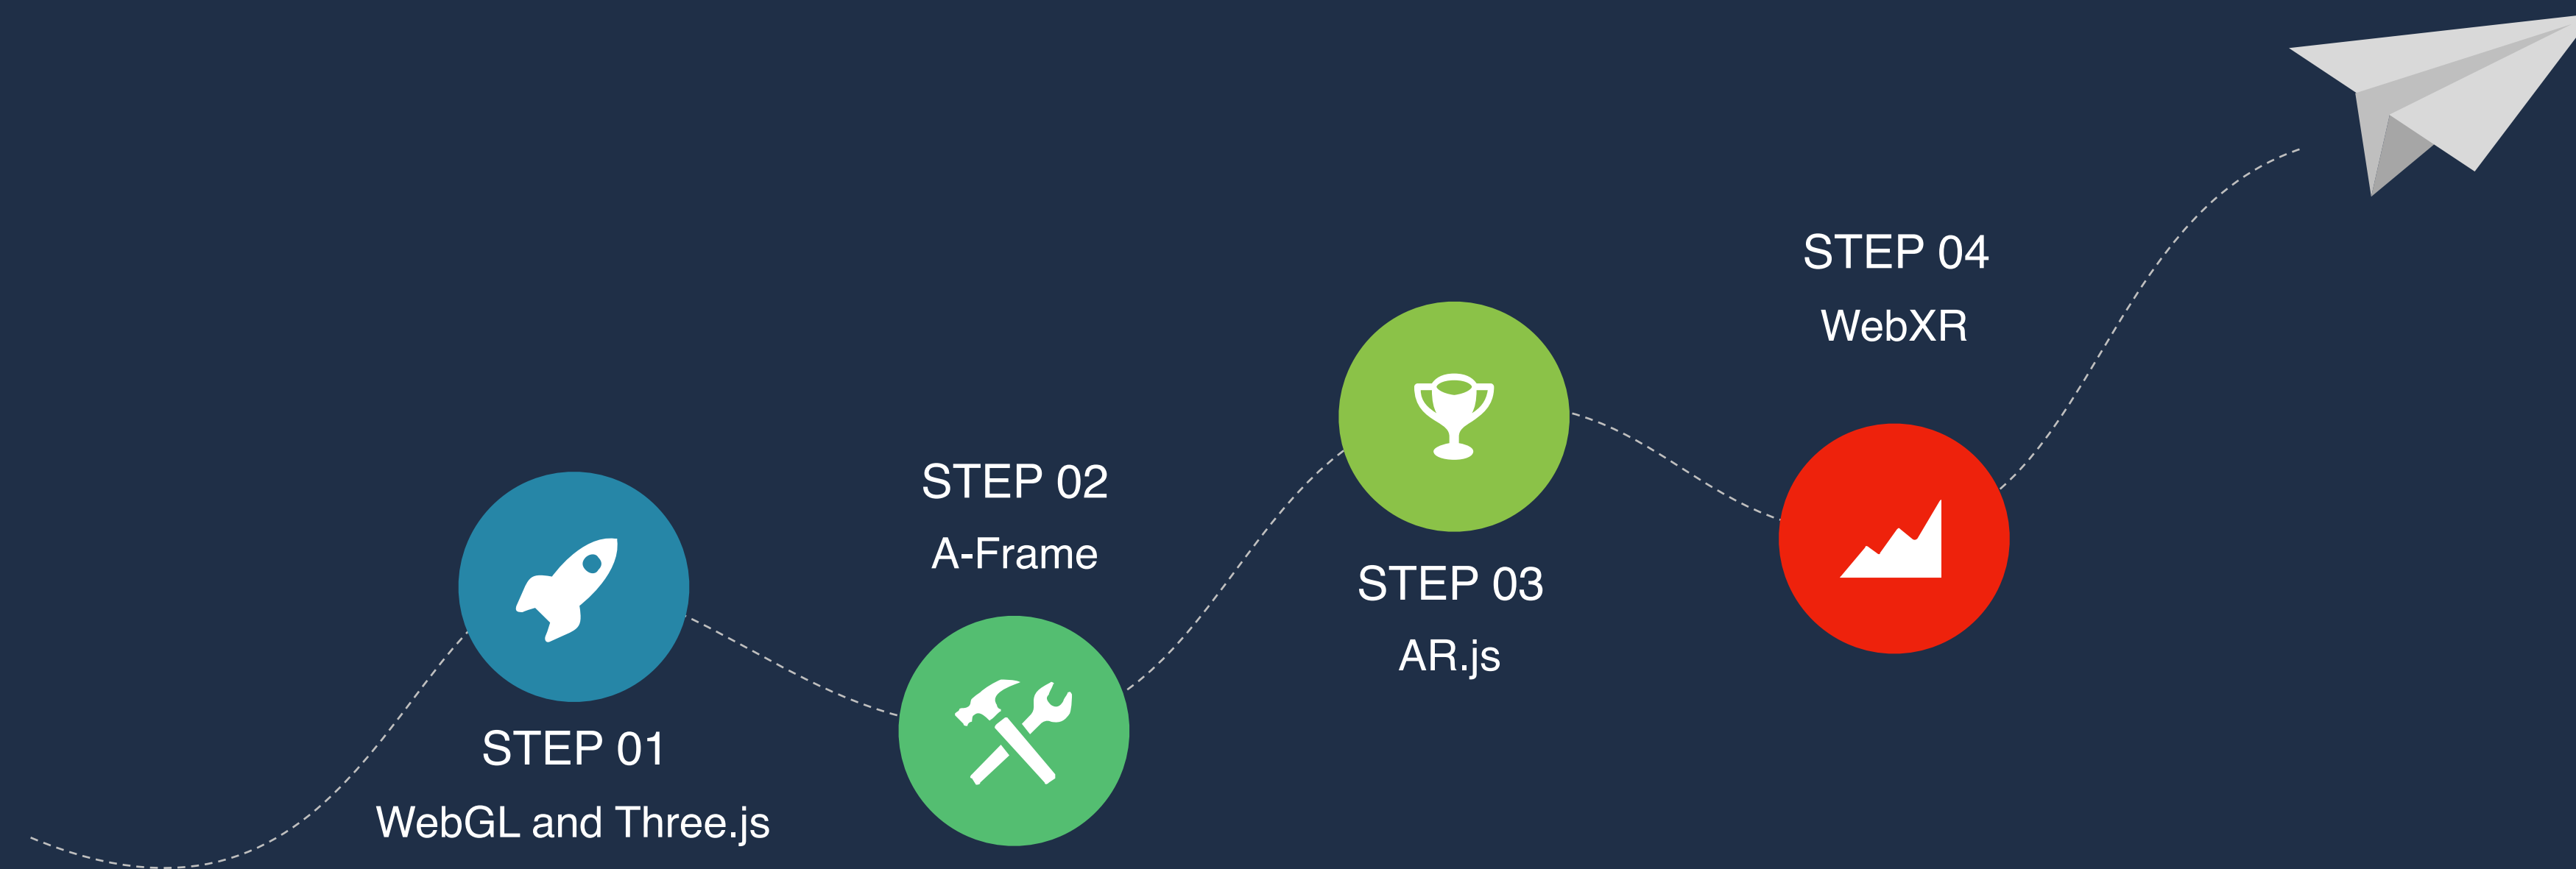 STEP 01
WebGL and Three.js
STEP 02
A-Frame
STEP 03
AR.js
STEP 04
WebXR